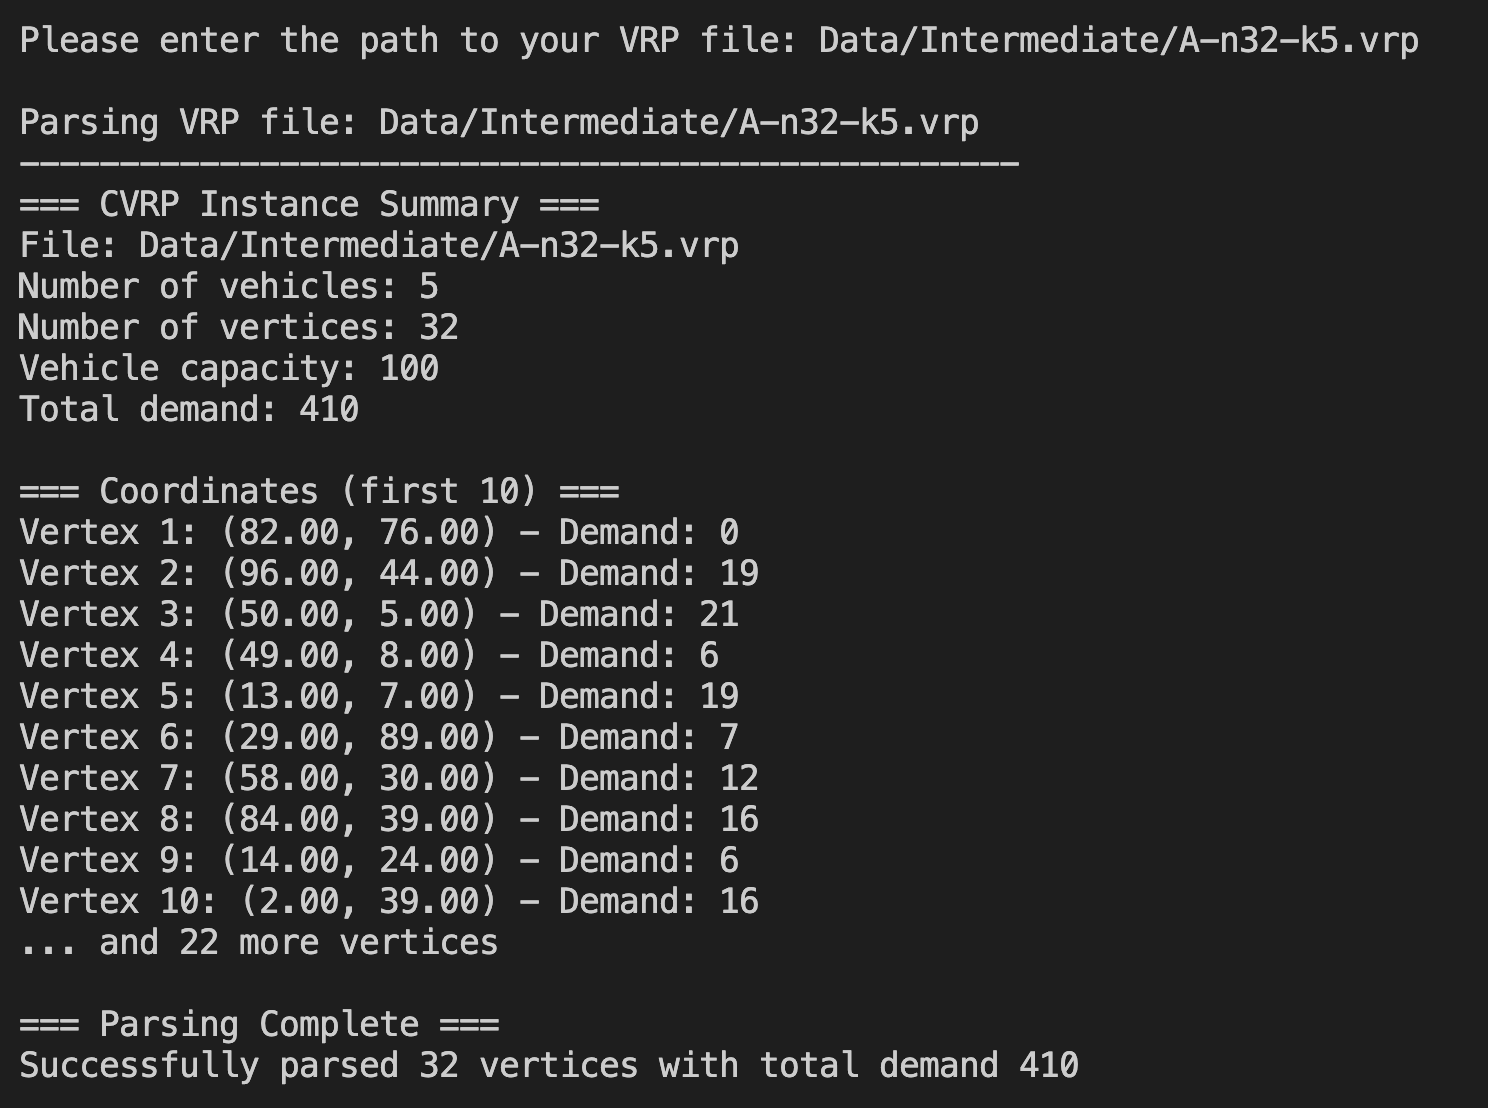 Please enter the path to your VRP file: Data/Intermediate/A-n32-k5.vrp
Parsing VRP file: Data/Intermediate/A-n32-k5.vrp
--------------------------------------------------
=== CVRP Instance Summary ===
File: Data/Intermediate/A-n32-k5.vrp
Number of vehicles: 5
Number of vertices: 32
Vehicle capacity: 100
Total demand: 410
=== Coordinates (first 10) ===
Vertex 1: (82.00, 76.00) - Demand: 0
Vertex 2: (96.00, 44.00) - Demand: 19
Vertex 3: (50.00, 5.00) - Demand: 21
Vertex 4: (49.00, 8.00) - Demand: 6
Vertex 5: (13.00, 7.00) - Demand: 19
Vertex 6: (29.00, 89.00) - Demand: 7
Vertex 7: (58.00, 30.00) - Demand: 12
Vertex 8: (84.00, 39.00) - Demand: 16
Vertex 9: (14.00, 24.00) - Demand: 6
Vertex 10: (2.00, 39.00) - Demand: 16
... and 22 more vertices
=== Parsing Complete ===
Successfully parsed 32 vertices with total demand 410